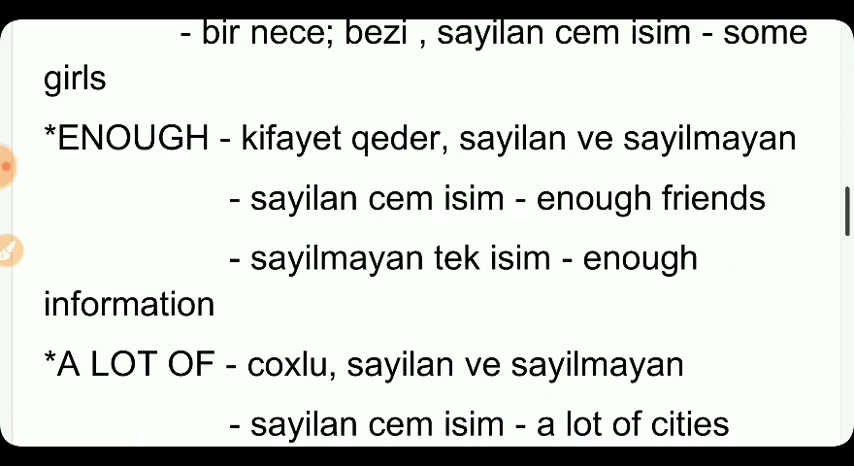 - bir nece; bezi , sayilan cem isim - some
girls
*ENOUGH - kifayet qeder, sayilan ve sayilmayan
- sayilan cem isim - enough friends
- sayilmayan tek isim - enough
information
*A LOT OF - coxlu, sayilan ve sayilmayan
- sayilan cem isim - a lot of cities